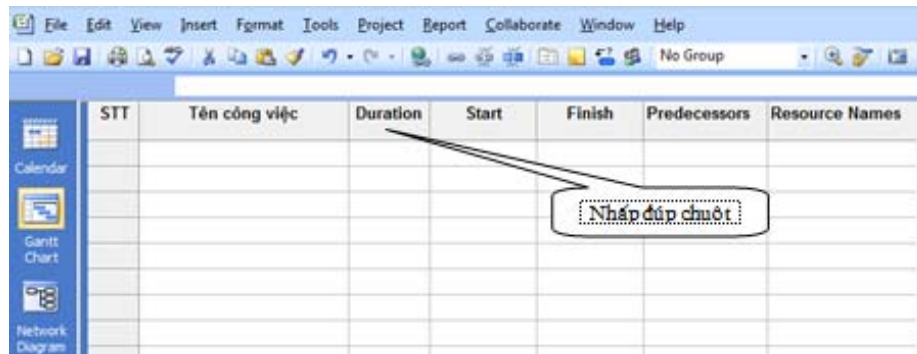 File Edit View Insert Format Tools Project Report Collaborate Window Help
No Group
STT Tên công việc Duration Start Finish Predecessors Resource Names
Calendar
Nhấp đúp chuột
Gantt
Chart
Network
Diagram